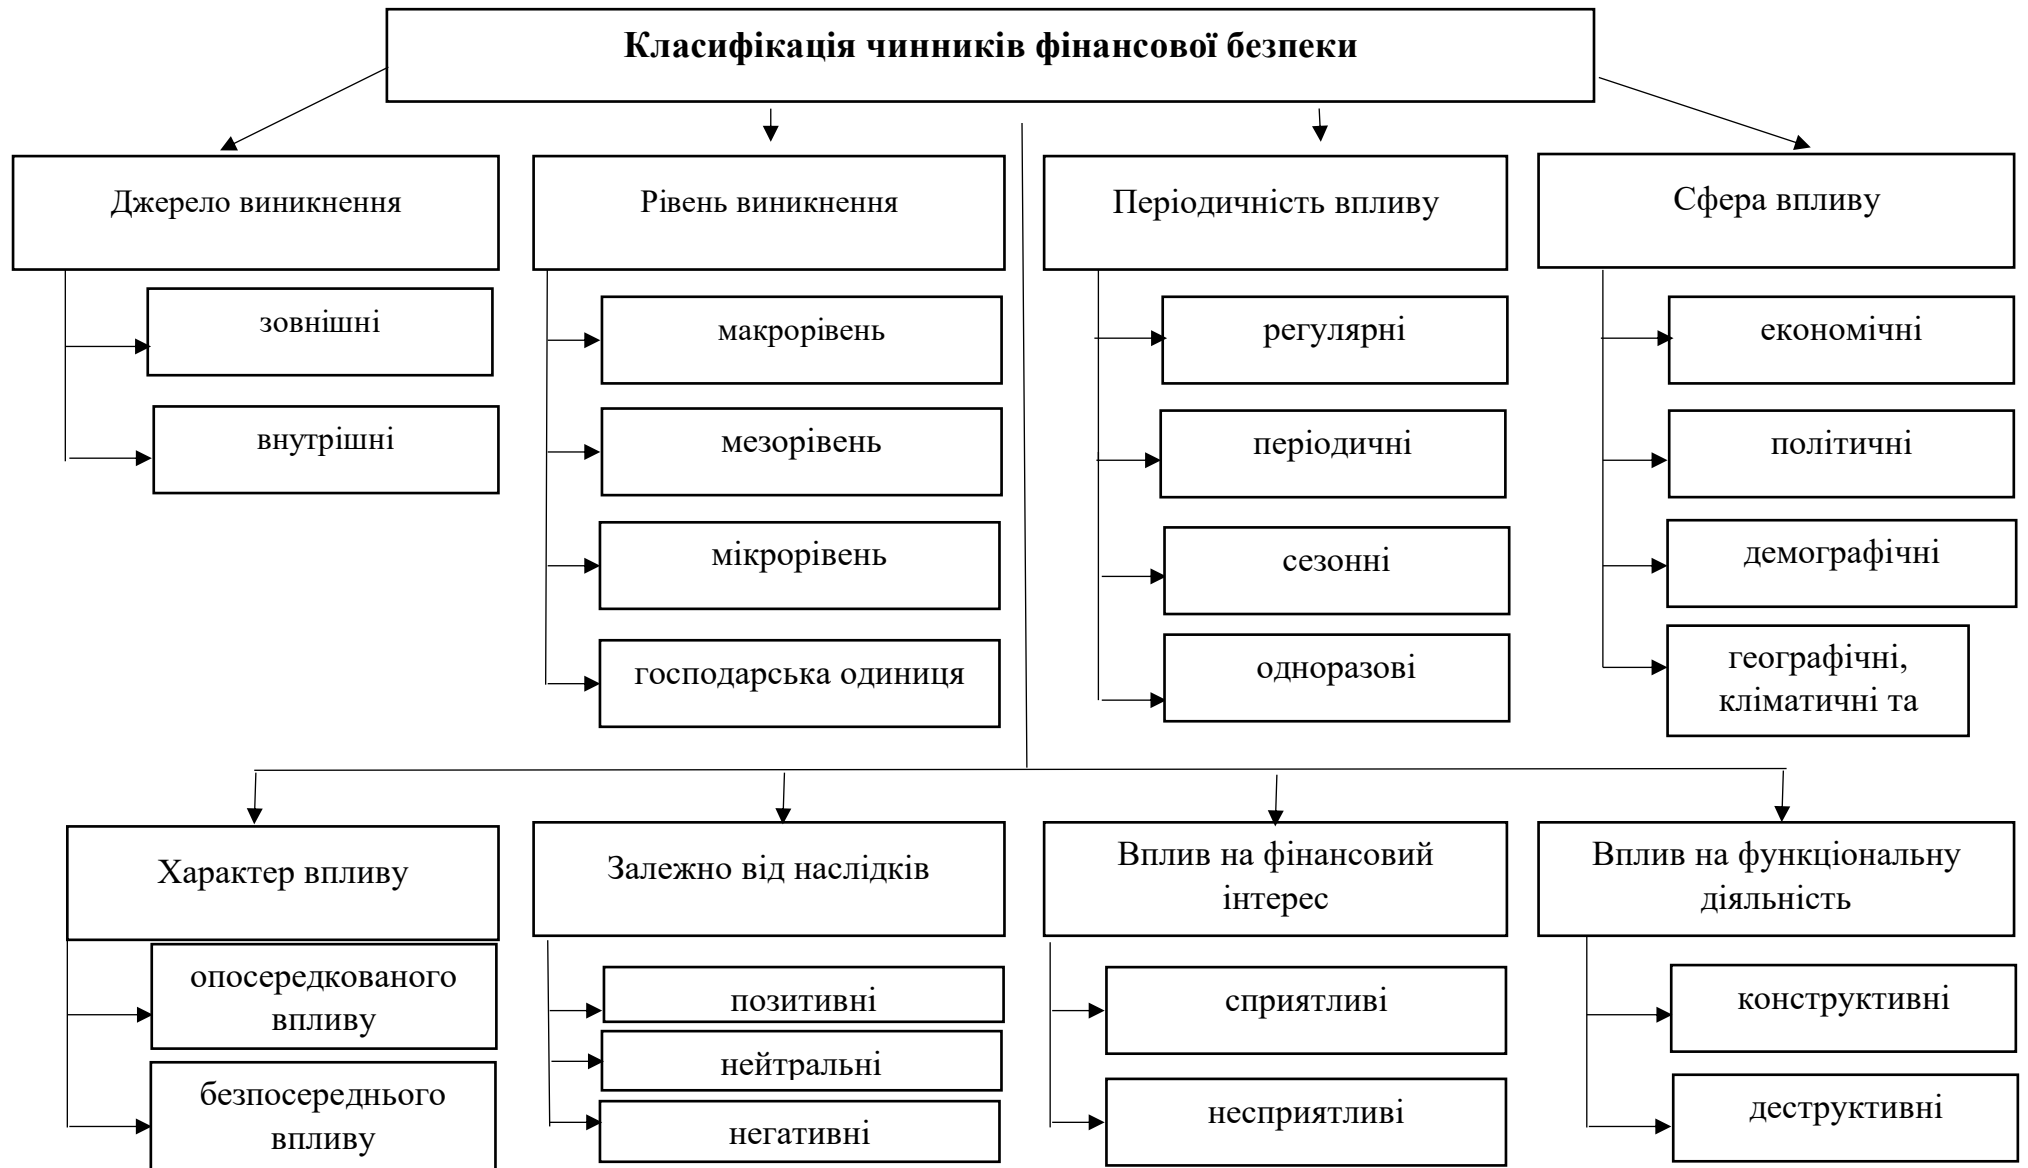 Класифікація чинників фінансової безпеки
Джерело виникнення
зовнішні
внутрішні
Рівень виникнення
макрорівень
мезорівень
мікрорівень
господарська одиниця
Періодичність впливу
регулярні
періодичні
сезонні
одноразові
Сфера впливу
економічні
політичні
демографічні
географічні,
кліматичні та
Характер впливу
опосередкованого
впливу
безпосереднього
впливу
Залежно від наслідків
позитивні
нейтральні
негативні
Вплив на фінансовий
інтерес
сприятливі
несприятливі
Вплив на функціональну
діяльність
конструктивні
деструктивні